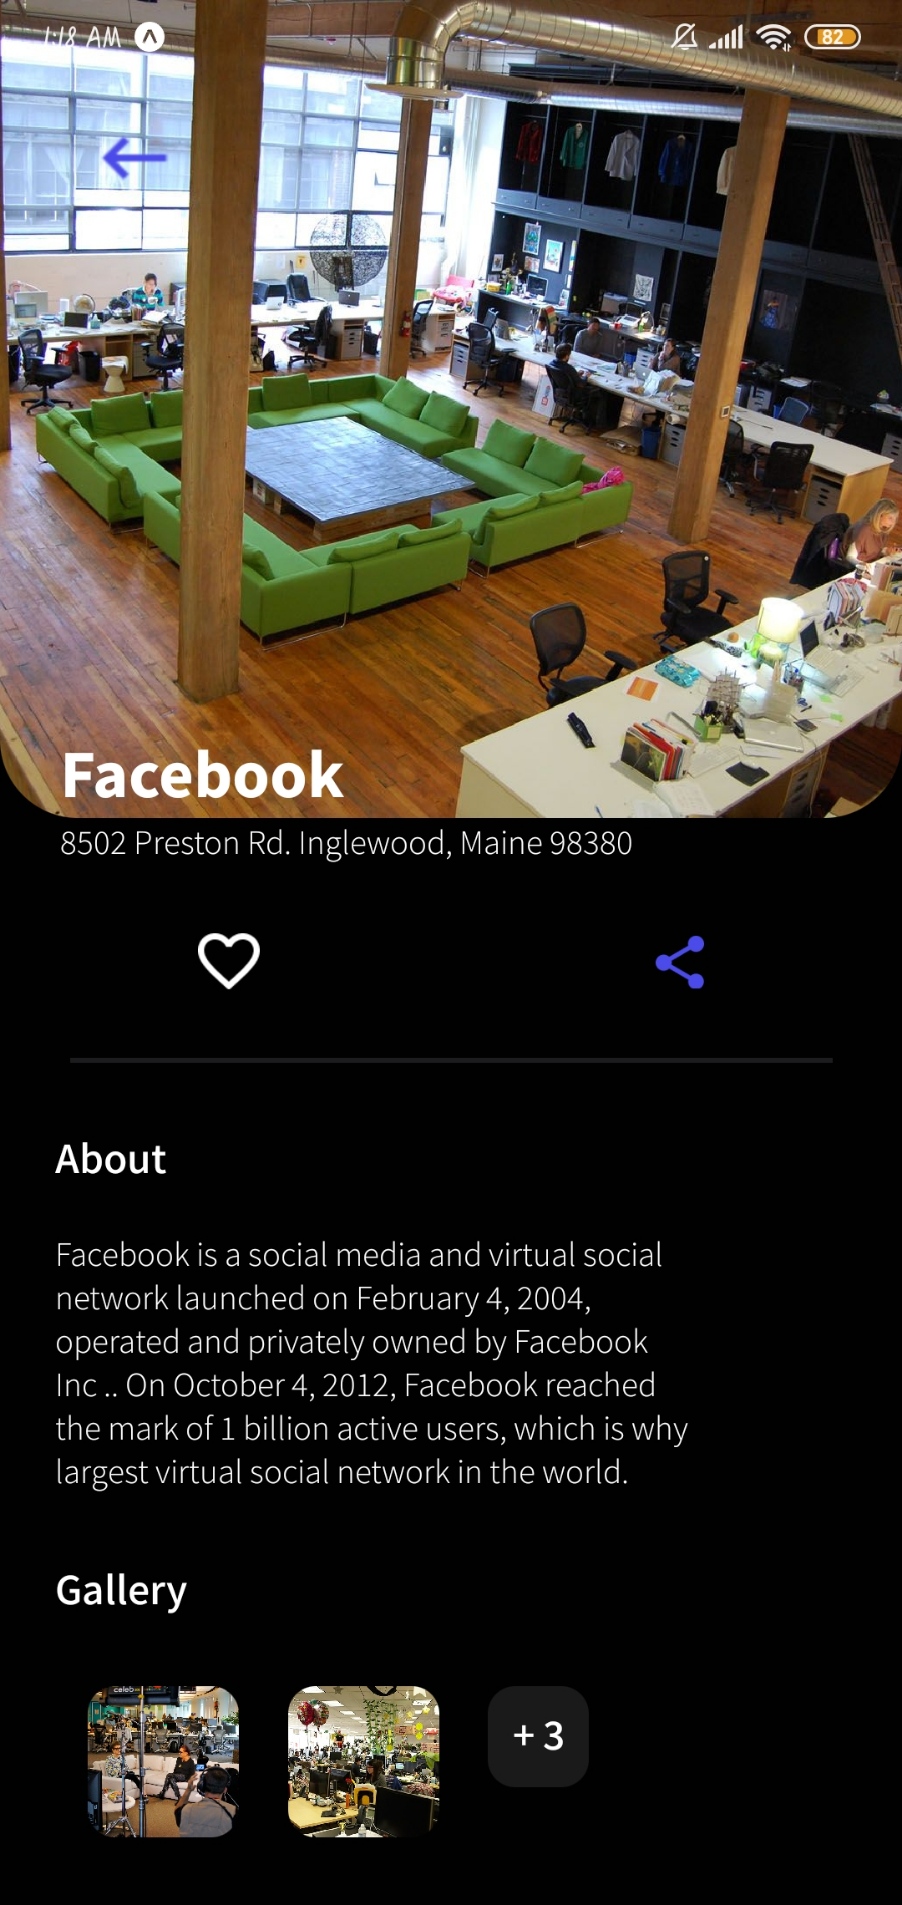 1:18 AM
82
Facebook
8502 Preston Rd. Inglewood, Maine 98380
About
Facebook is a social media and virtual social
network launched on February 4, 2004,
operated and privately owned by Facebook
Inc .. On October 4, 2012, Facebook reached
the mark of 1 billion active users, which is why
largest virtual social network in the world.
Gallery
celeb
+ 3